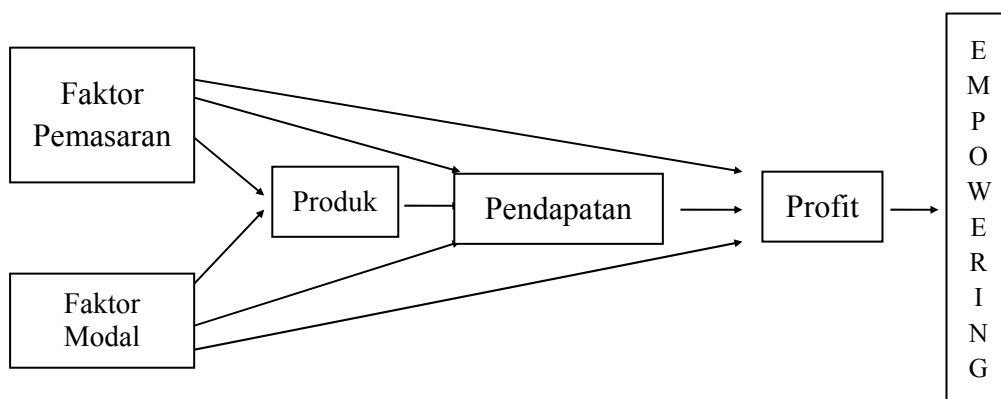 Faktor
Pemasaran
Produk
Pendapatan
Profit
Faktor
Modal
E
M
P
O
W
E
R
I
N
G